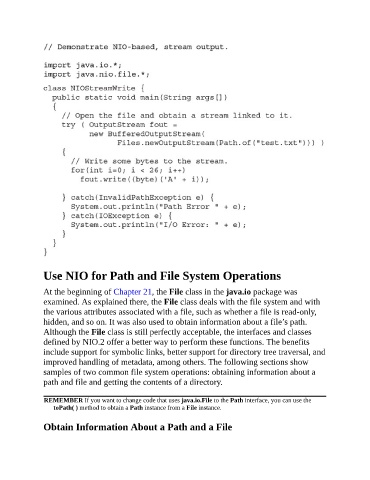 // Demonstrate NIO-based, stream output.
import java.io.*;
import java.nio.file.*;
class NIOStreamWrite {
  public static void main(String args[])
  {
    // Open the file and obtain a stream linked to it.
    try ( OutputStream fout =
          new BufferedOutputStream(
                Files.newOutputStream(Path.of("test.txt"))) )
    {
      // Write some bytes to the stream.
      for(int i=0; i < 26; i++)
        fout.write((byte)('A' + i));

    } catch(InvalidPathException e) {
      System.out.println("Path Error " + e);
    } catch(IOException e) {
      System.out.println("I/O Error: " + e);
    }
  }
}
Use NIO for Path and File System Operations
At the beginning of Chapter 21, the File class in the java.io package was
examined. As explained there, the File class deals with the file system and with
the various attributes associated with a file, such as whether a file is read-only,
hidden, and so on. It was also used to obtain information about a file's path.
Although the File class is still perfectly acceptable, the interfaces and classes
defined by NIO.2 offer a better way to perform these functions. The benefits
include support for symbolic links, better support for directory tree traversal, and
improved handling of metadata, among others. The following sections show
samples of two common file system operations: obtaining information about a
path and file and getting the contents of a directory.
REMEMBER If you want to change code that uses java.io.File to the Path interface, you can use the
toPath( ) method to obtain a Path instance from a File instance.
Obtain Information About a Path and a File